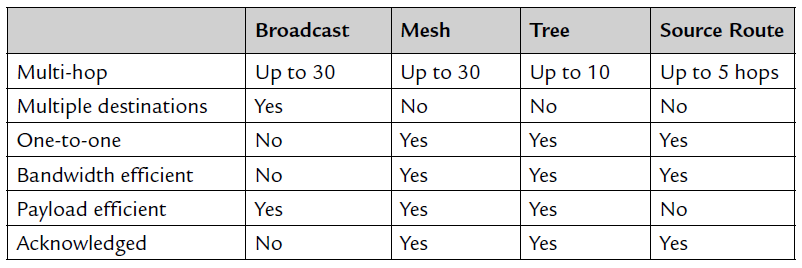 Broadcast Mesh Tree Source Route
Multi-hop Up to 30 Up to 30 Up to 10 Up to 5 hops
Multiple destinations Yes No No No
One-to-one No Yes Yes Yes
Bandwidth efficient No Yes Yes Yes
Payload efficient Yes Yes Yes No
Acknowledged No Yes Yes Yes